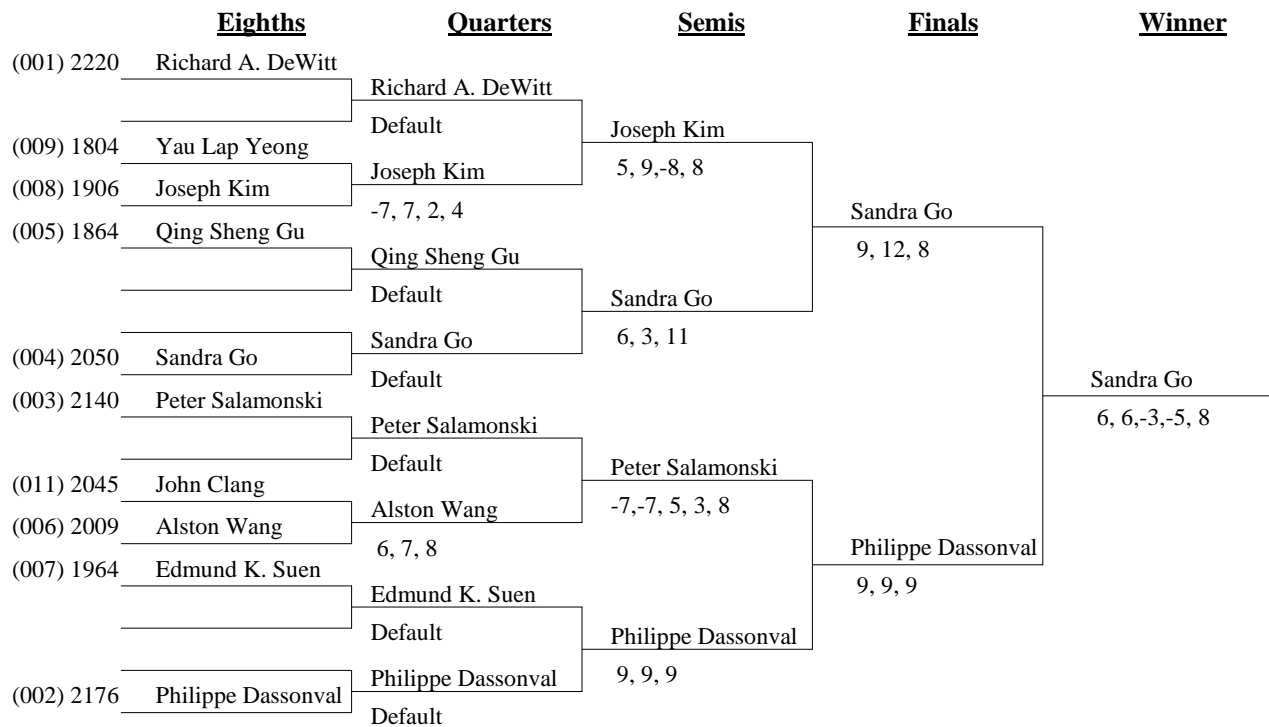 Eighths Quarters Semis Finals Winner
(001) 2220 Richard A. DeWitt
Richard A. DeWitt
Default
Joseph Kim
(009) 1804 Yau Lap Yeong
5, 9,-8, 8
Joseph Kim
(008) 1906 Joseph Kim
-7, 7, 2, 4
Sandra Go
(005) 1864 Qing Sheng Gu
9, 12, 8
Qing Sheng Gu
Default
Sandra Go
6, 3, 11
Sandra Go
(004) 2050 Sandra Go
Default
Sandra Go
(003) 2140 Peter Salamonski
6, 6,-3,-5, 8
Peter Salamonski
Default
Peter Salamonski
(011) 2045 John Clang
-7,-7, 5, 3, 8
Alston Wang
(006) 2009 Alston Wang
6, 7, 8
Philippe Dassonval
(007) 1964 Edmund K. Suen
9, 9, 9
Edmund K. Suen
Default
Philippe Dassonval
9, 9, 9
Philippe Dassonval
(002) 2176 Philippe Dassonval
Default